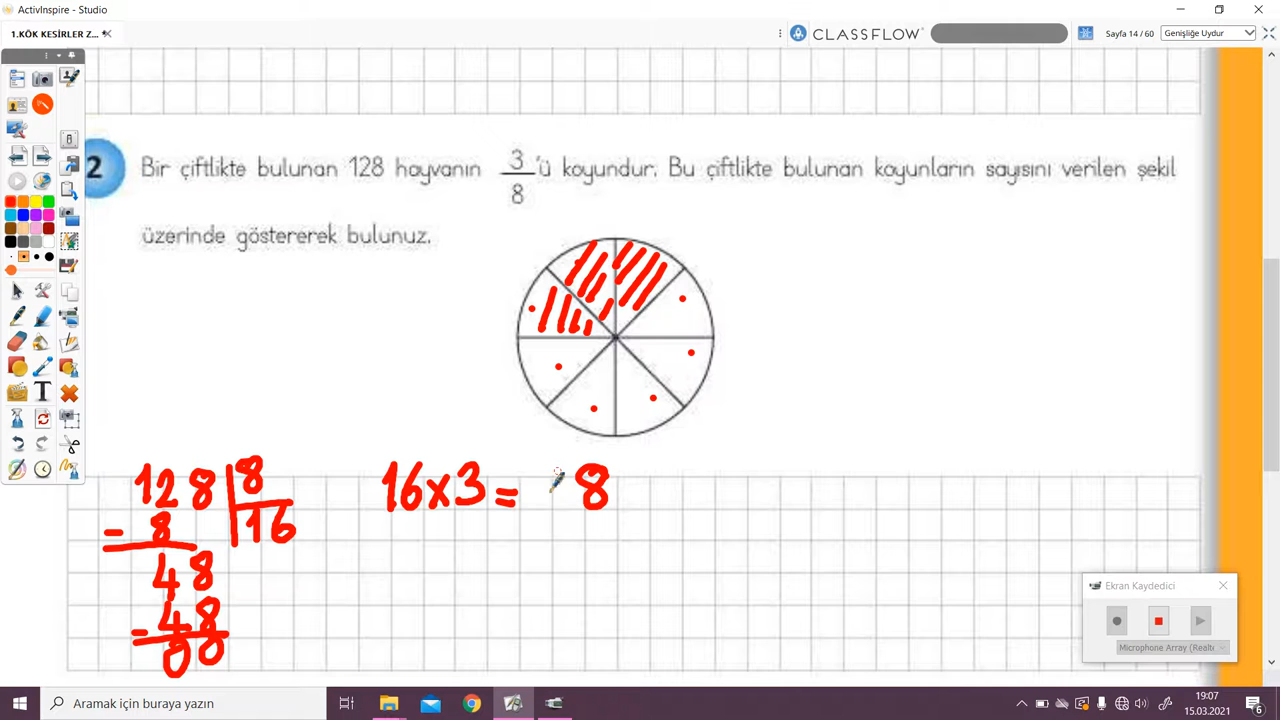 ActivInspire - Studio
1.KÖK KESİRLER Z...
CLASSFLOW
Sayfa 14 / 60
Genişliğe Uydur
2
Bir çiftlikte bulunan 128 hayvanın 3/8 'ü koyundur. Bu çiftlikte bulunan koyunların sayısını verilen şekil
üzerinde göstererek bulunuz.
128 8
- 8 16
48
- 48
00
16x3= 8
Ekran Kaydedici
Microphone Array (Realte
Aramak için buraya yazın
19:07
15.03.2021
6